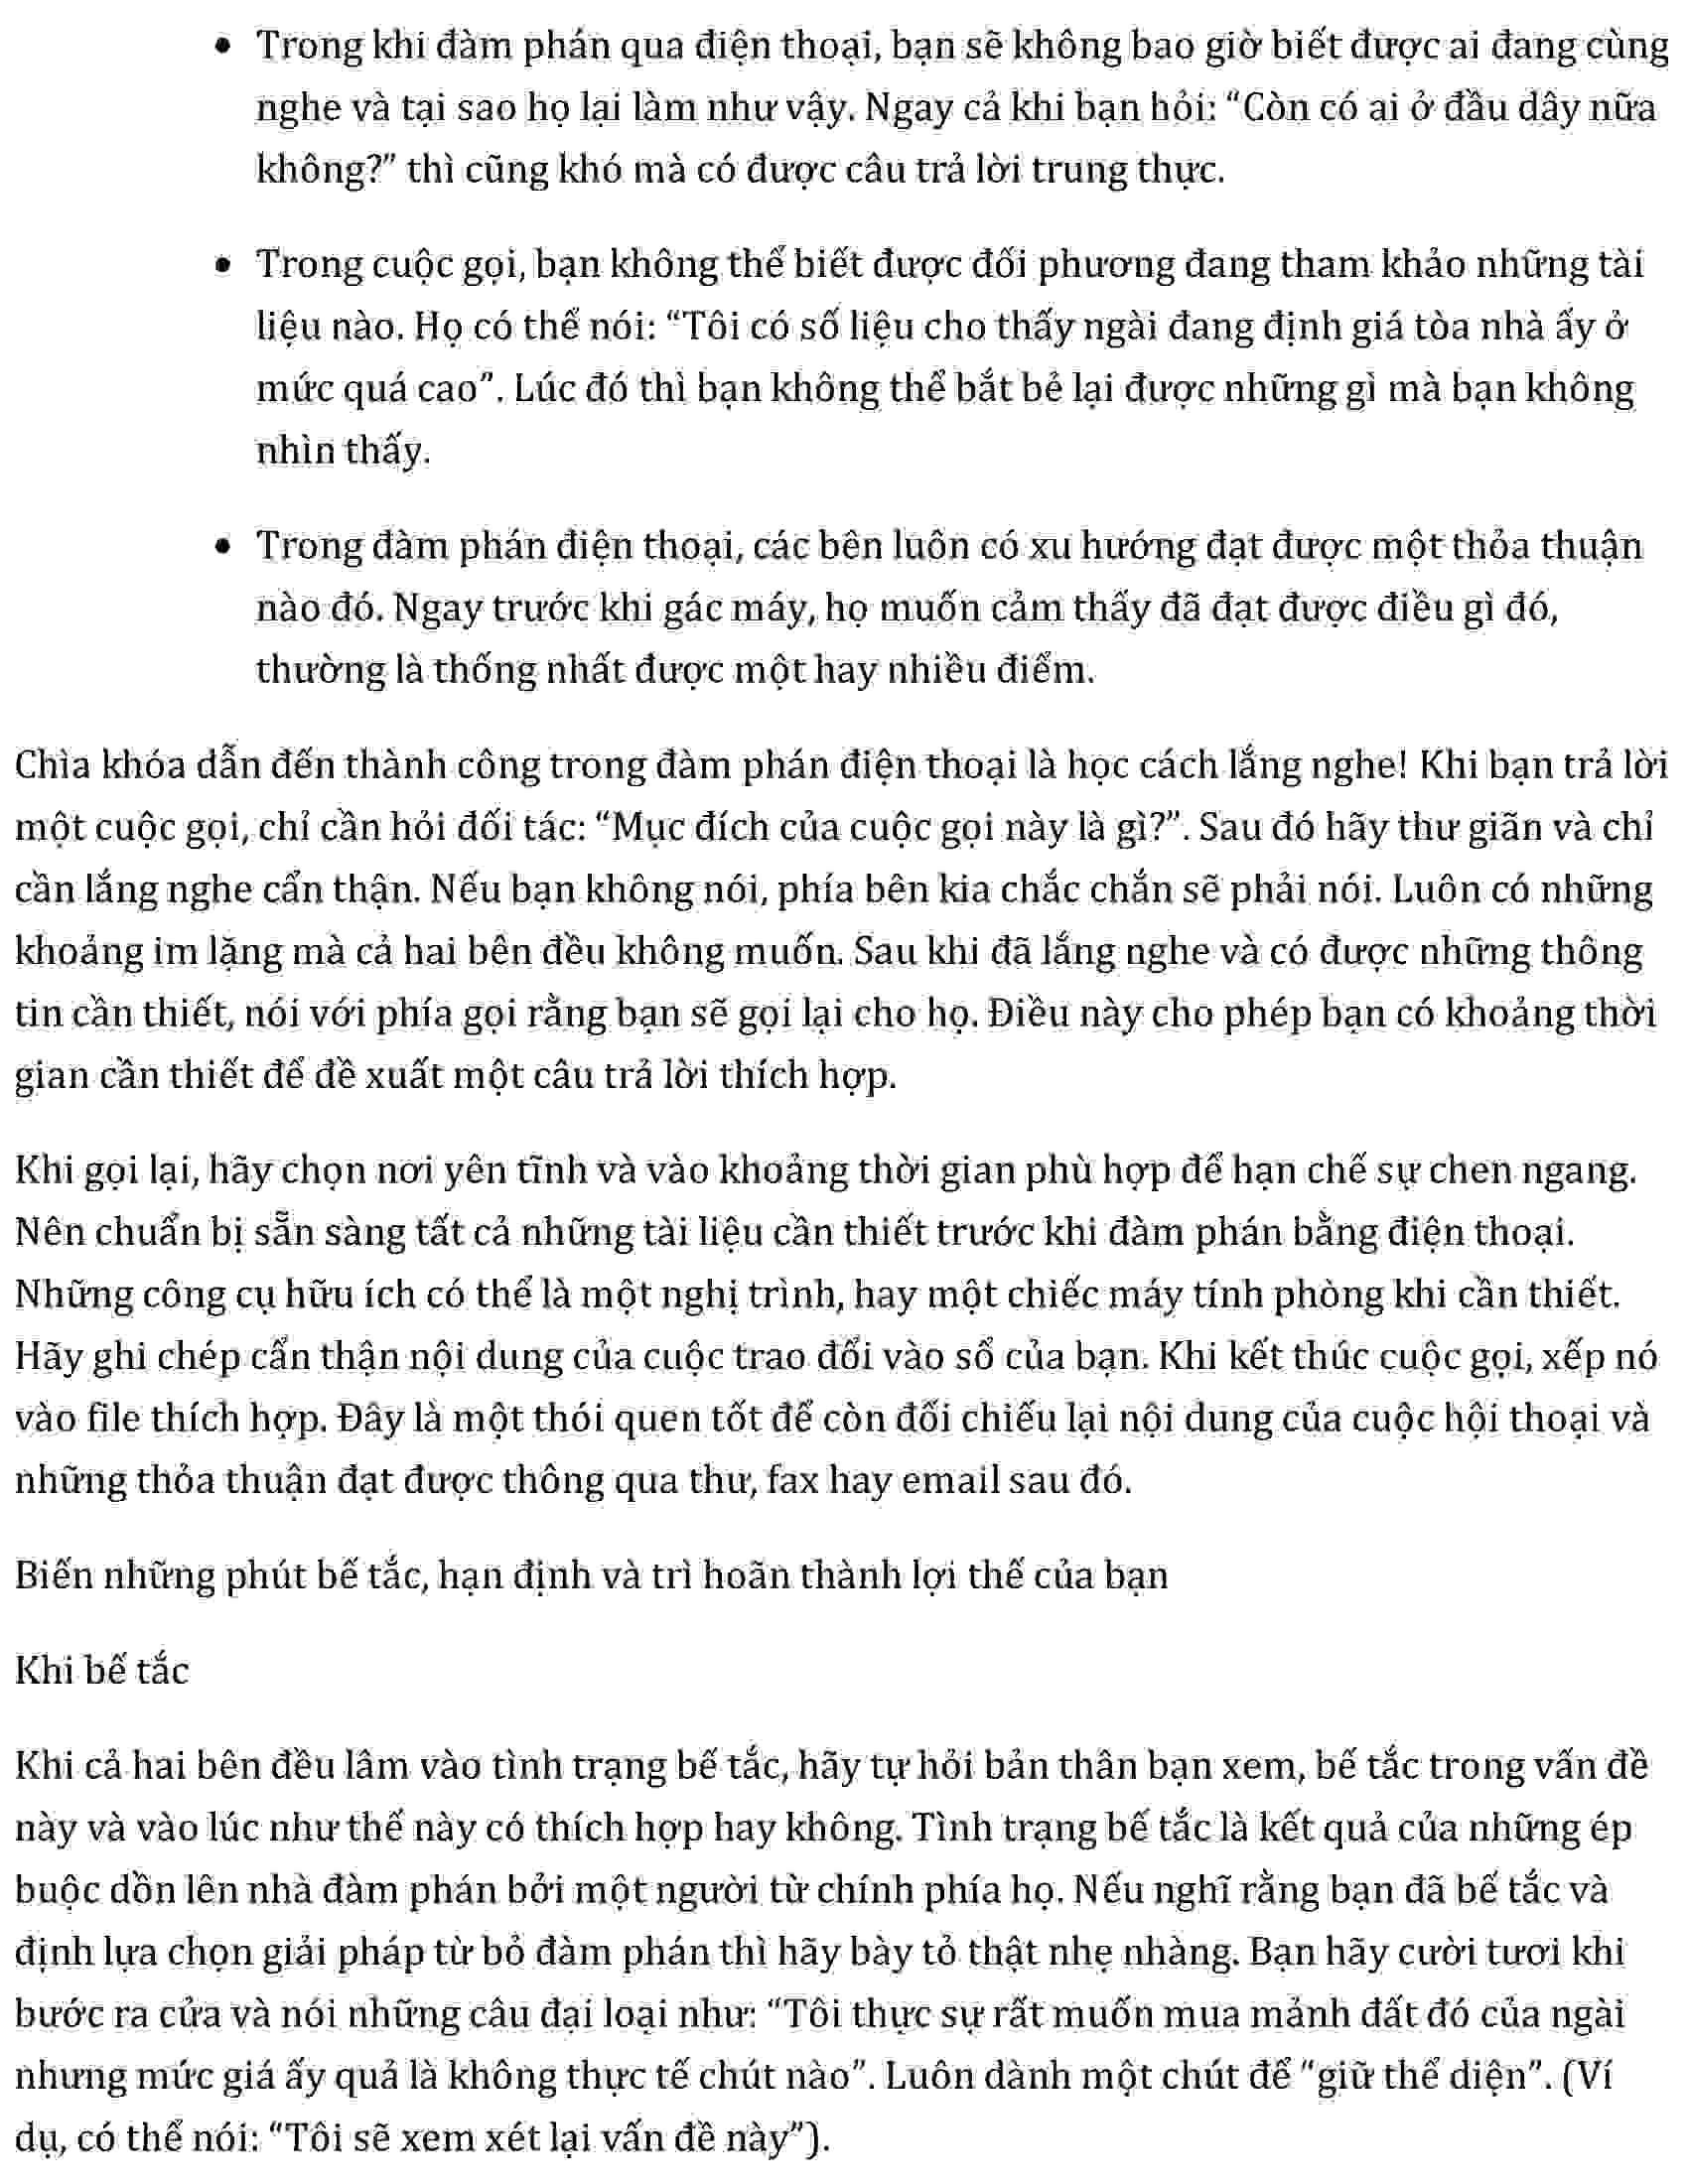 • Trong khi đàm phán qua điện thoại, bạn sẽ không bao giờ biết được ai đang cùng
nghe và tại sao họ lại làm như vậy. Ngay cả khi bạn hỏi: “Còn có ai ở đầu dây nữa
không?” thì cũng khó mà có được câu trả lời trung thực.
• Trong cuộc gọi, bạn không thể biết được đối phương đang tham khảo những tài
liệu nào. Họ có thể nói: “Tôi có số liệu cho thấy ngài đang định giá tòa nhà ấy ở
mức quá cao”. Lúc đó thì bạn không thể bắt bẻ lại được những gì mà bạn không
nhìn thấy.
• Trong đàm phán điện thoại, các bên luôn có xu hướng đạt được một thỏa thuận
nào đó. Ngay trước khi gác máy, họ muốn cảm thấy đã đạt được điều gì đó,
thường là thống nhất được một hay nhiều điểm.
Chìa khóa dẫn đến thành công trong đàm phán điện thoại là học cách lắng nghe! Khi bạn trả lời
một cuộc gọi, chỉ cần hỏi đối tác: “Mục đích của cuộc gọi này là gì?”. Sau đó hãy thư giãn và chỉ
cần lắng nghe cẩn thận. Nếu bạn không nói, phía bên kia chắc chắn sẽ phải nói. Luôn có những
khoảng im lặng mà cả hai bên đều không muốn. Sau khi đã lắng nghe và có được những thông
tin cần thiết, nói với phía gọi rằng bạn sẽ gọi lại cho họ. Điều này cho phép bạn có khoảng thời
gian cần thiết để đề xuất một câu trả lời thích hợp.
Khi gọi lại, hãy chọn nơi yên tĩnh và vào khoảng thời gian phù hợp để hạn chế sự chen ngang.
Nên chuẩn bị sẵn sàng tất cả những tài liệu cần thiết trước khi đàm phán bằng điện thoại.
Những công cụ hữu ích có thể là một nghị trình, hay một chiếc máy tính phòng khi cần thiết.
Hãy ghi chép cẩn thận nội dung của cuộc trao đổi vào sổ của bạn. Khi kết thúc cuộc gọi, xếp nó
vào file thích hợp. Đây là một thói quen tốt để còn đối chiếu lại nội dung của cuộc hội thoại và
những thỏa thuận đạt được thông qua thư, fax hay email sau đó.
Biến những phút bế tắc, hạn định và trì hoãn thành lợi thế của bạn
Khi bế tắc
Khi cả hai bên đều lâm vào tình trạng bế tắc, hãy tự hỏi bản thân bạn xem, bế tắc trong vấn đề
này và vào lúc như thế này có thích hợp hay không. Tình trạng bế tắc là kết quả của những ép
buộc dồn lên nhà đàm phán bởi một người từ chính phía họ. Nếu nghĩ rằng bạn đã bế tắc và
định lựa chọn giải pháp từ bỏ đàm phán thì hãy bày tỏ thật nhẹ nhàng. Bạn hãy cười tươi khi
bước ra cửa và nói những câu đại loại như: “Tôi thực sự rất muốn mua mảnh đất đó của ngài
nhưng mức giá ấy quả là không thực tế chút nào”. Luôn dành một chút để “giữ thể diện”. (Ví
dụ, có thể nói: “Tôi sẽ xem xét lại vấn đề này”).